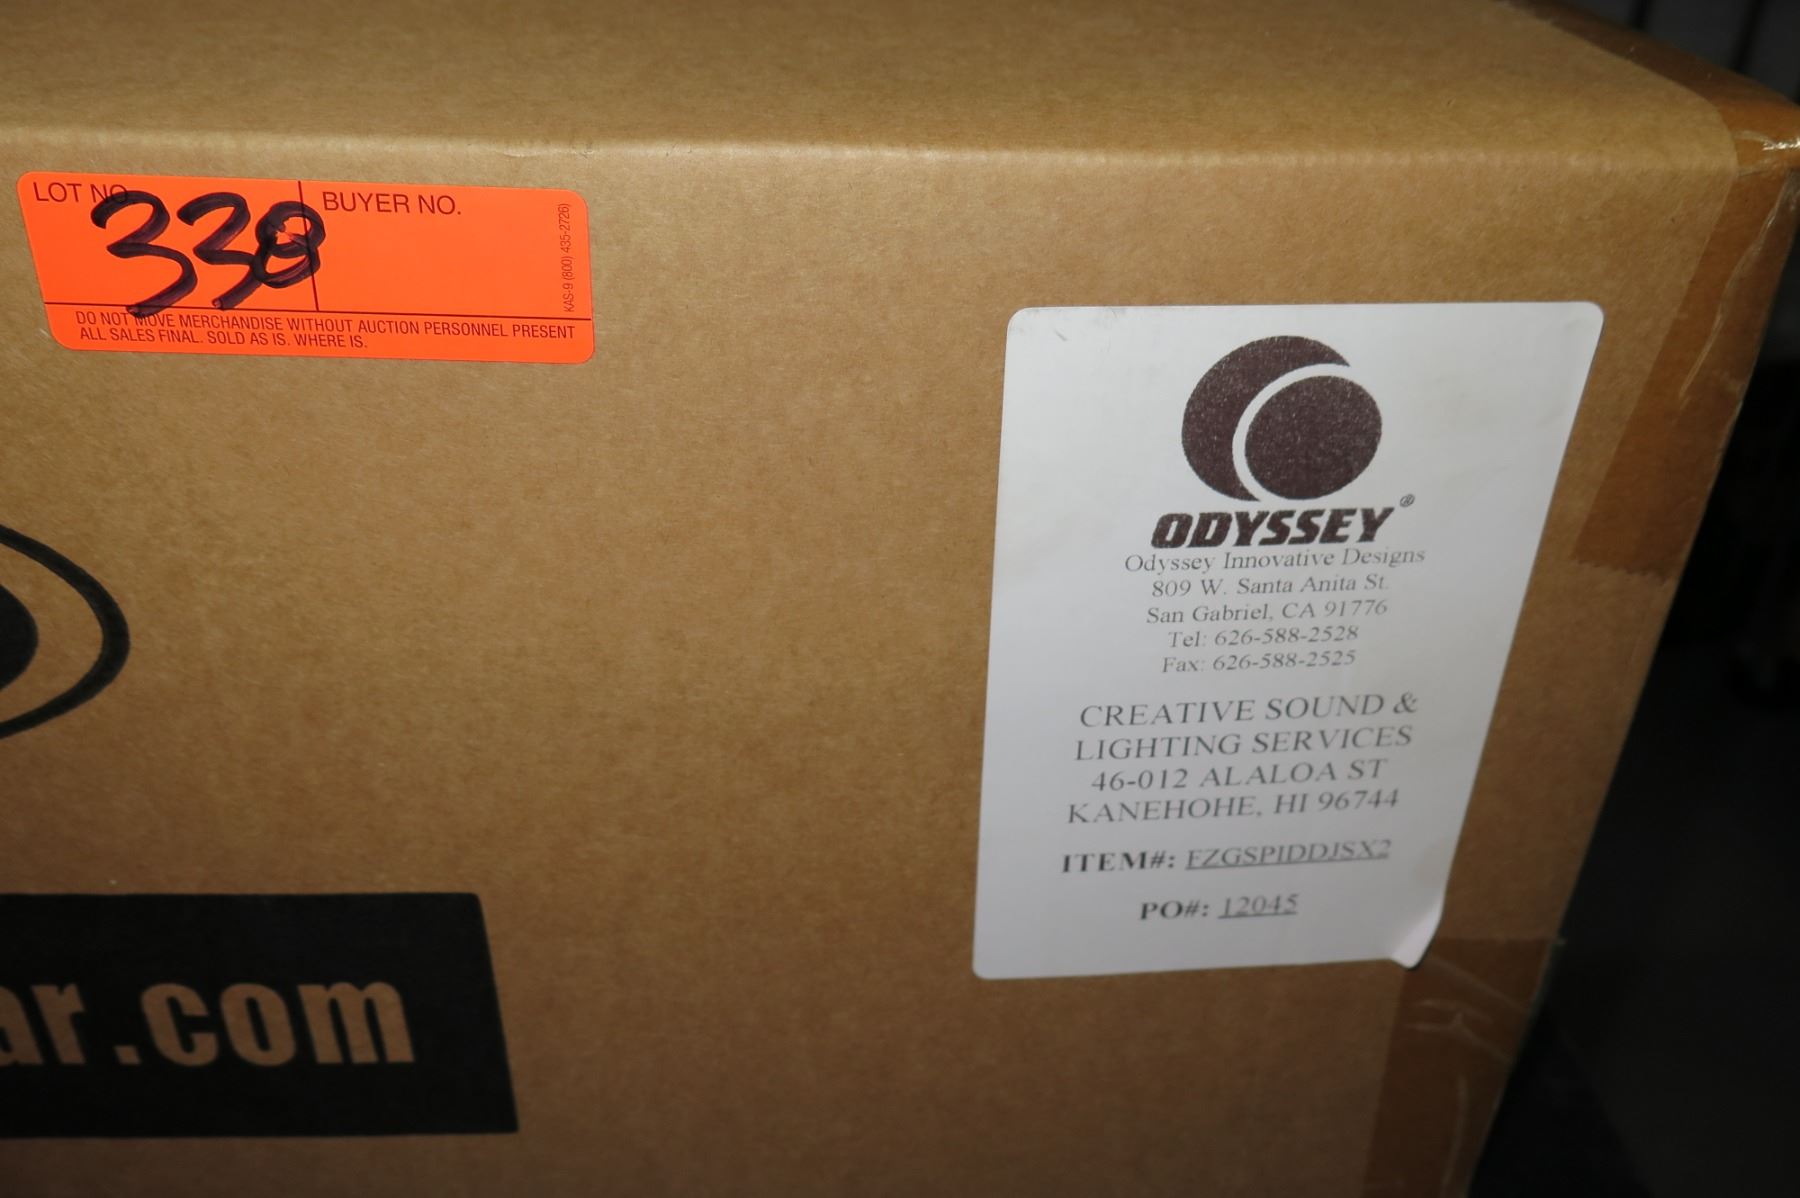 LOT NO.
330
BUYER NO.
KAS-9 (800) 435-2726)
DO NOT MOVE MERCHANDISE WITHOUT AUCTION PERSONNEL PRESENT
ALL SALES FINAL. SOLD AS IS. WHERE IS.
ODYSSEY®
Odyssey Innovative Designs
809 W. Santa Anita St.
San Gabriel, CA 91776
Tel: 626-588-2528
Fax: 626-588-2525
CREATIVE SOUND &
LIGHTING SERVICES
46-012 ALALOA ST
KANEHOHE, HI 96744
ITEM#: FZGSPIDDJSX2
PO#: 12045
ar.com